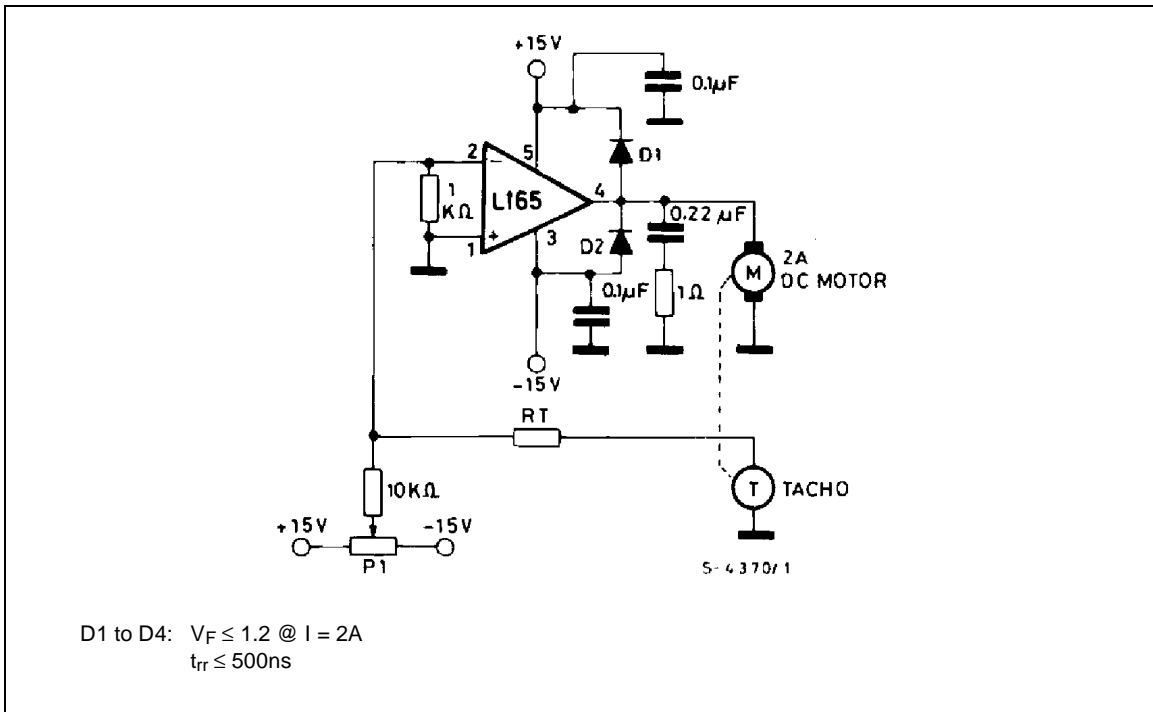 +15V
0.1µF
2
5
D1
−
1
KΩ
L165
4
0.22 µF
+
1
3
D2
0.1µF
1Ω
M
2A
DC MOTOR
-15V
RT
10KΩ
T
TACHO
+15V
-15V
P1
S-4370/1
D1 to D4: VF ≤ 1.2 @ I = 2A
trr ≤ 500ns